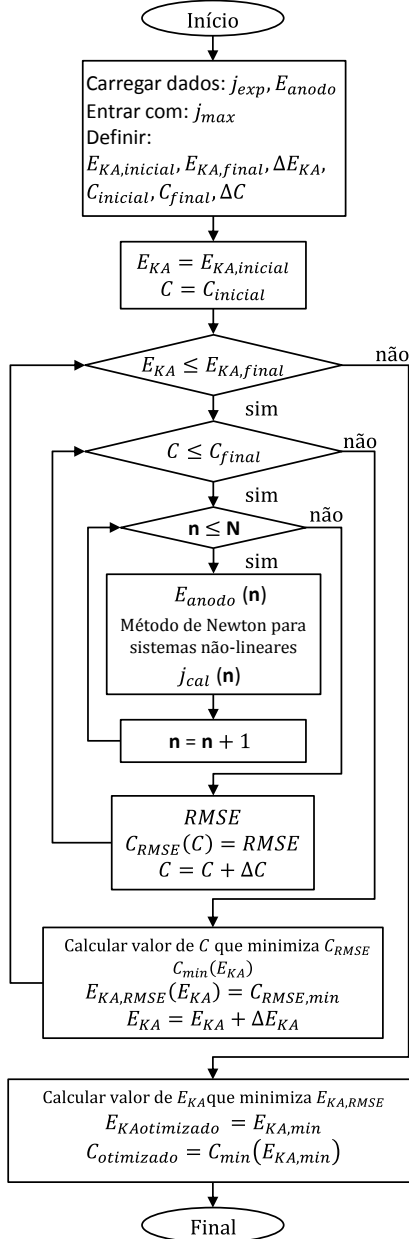 Início
Carregar dados: j_exp, E_anodo
Entrar com: j_max
Definir:
E_KA,inicial, E_KA,final, ΔE_KA,
C_inicial, C_final, ΔC
E_KA = E_KA,inicial
C = C_inicial
E_KA ≤ E_KA,final
não
sim
C ≤ C_final
não
sim
n ≤ N
não
sim
E_anodo (n)
Método de Newton para
sistemas não-lineares
j_cal (n)
n = n + 1
RMSE
C_RMSE(C) = RMSE
C = C + ΔC
Calcular valor de C que minimiza C_RMSE
C_min(E_KA)
E_KA,RMSE(E_KA) = C_RMSE,min
E_KA = E_KA + ΔE_KA
Calcular valor de E_KA que minimiza E_KA,RMSE
E_KAotimizado = E_KA,min
C_otimizado = C_min(E_KA,min)
Final